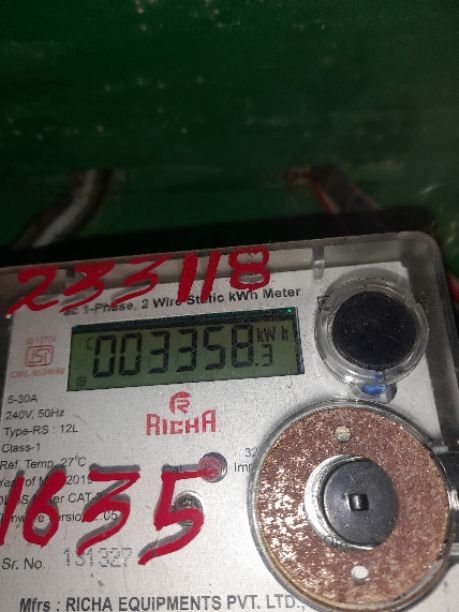 233118
1-Phase, 2 Wire Static kWh Meter
C 003358.3 kWh
5-30A
240V, 50Hz
Type-RS : 12L
Class-1
Ref. Temp. 27°C
RICHA
1635
Sr. No. 131327
Mfrs : RICHA EQUIPMENTS PVT. LTD.,